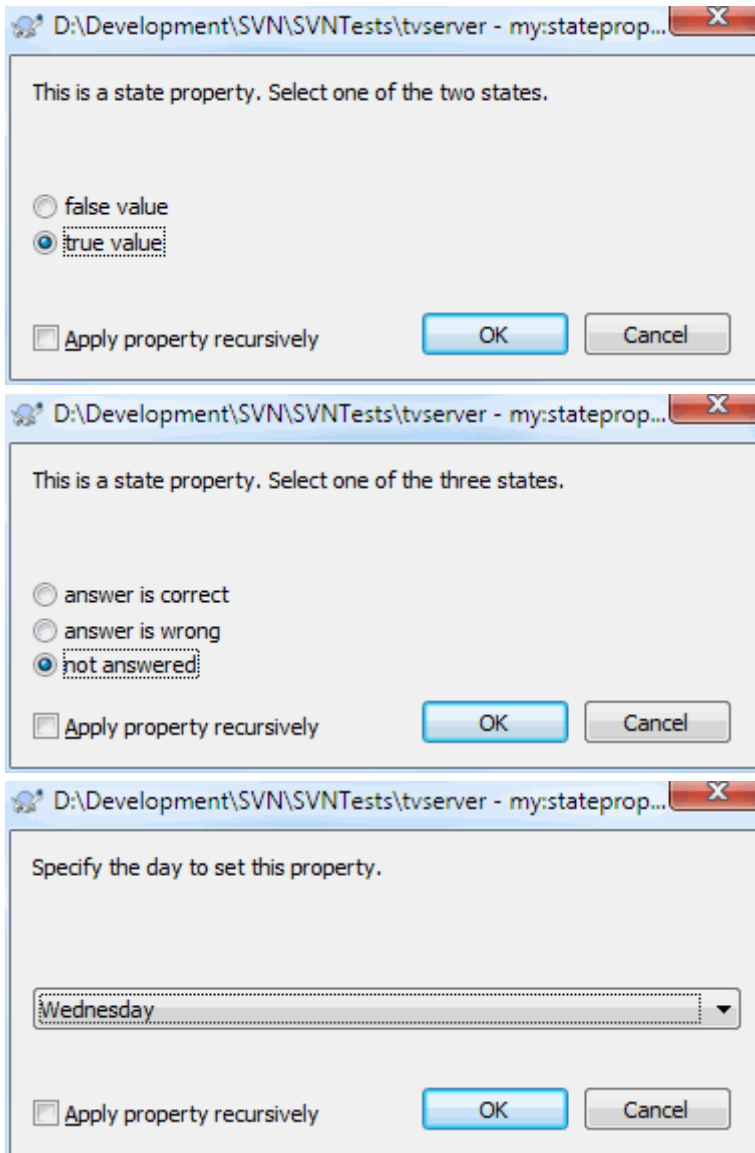 D:\Development\SVN\SVNTests\tvserver - my:stateprop...
This is a state property. Select one of the two states.
false value
true value
Apply property recursively OK Cancel
D:\Development\SVN\SVNTests\tvserver - my:stateprop...
This is a state property. Select one of the three states.
answer is correct
answer is wrong
not answered
Apply property recursively OK Cancel
D:\Development\SVN\SVNTests\tvserver - my:stateprop...
Specify the day to set this property.
Wednesday
Apply property recursively OK Cancel